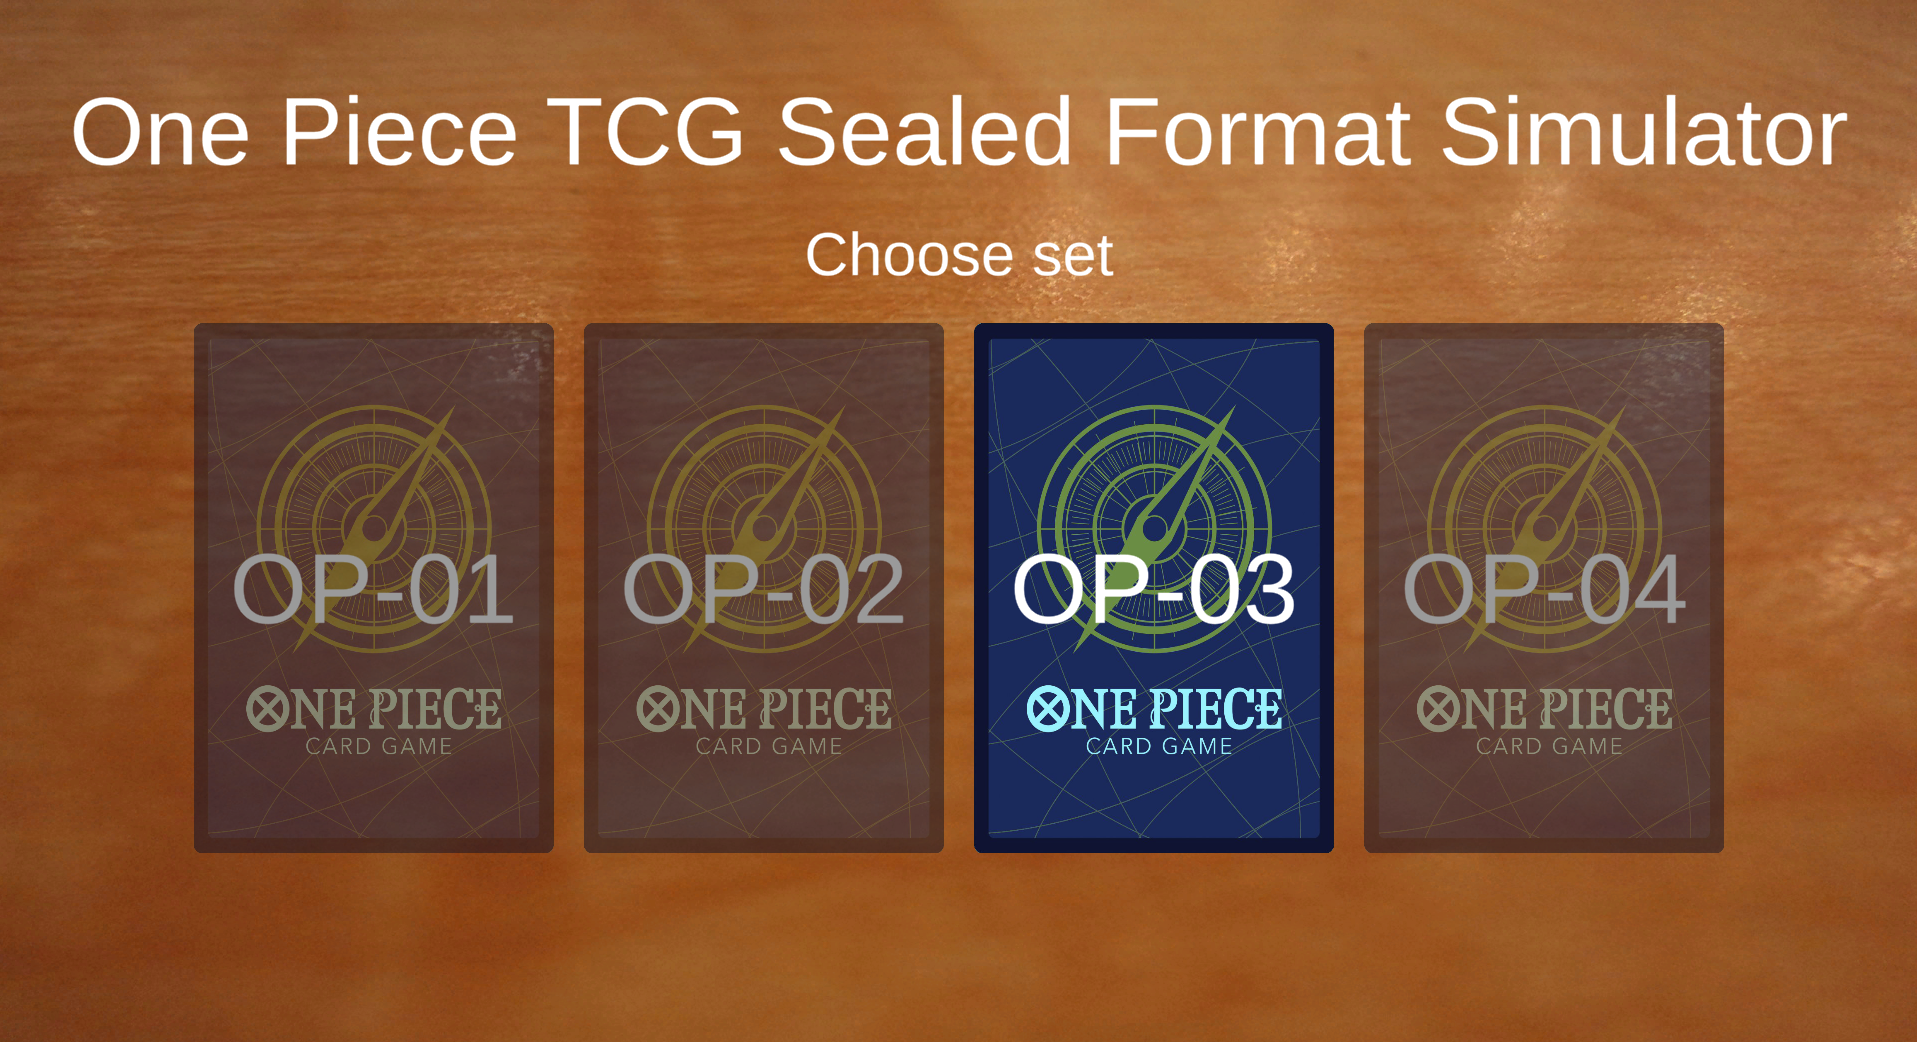 One Piece TCG Sealed Format Simulator
Choose set
OP-01
OP-02
OP-03
OP-04
ONE PIECE
CARD GAME
ONE PIECE
CARD GAME
ONE PIECE
CARD GAME
ONE PIECE
CARD GAME